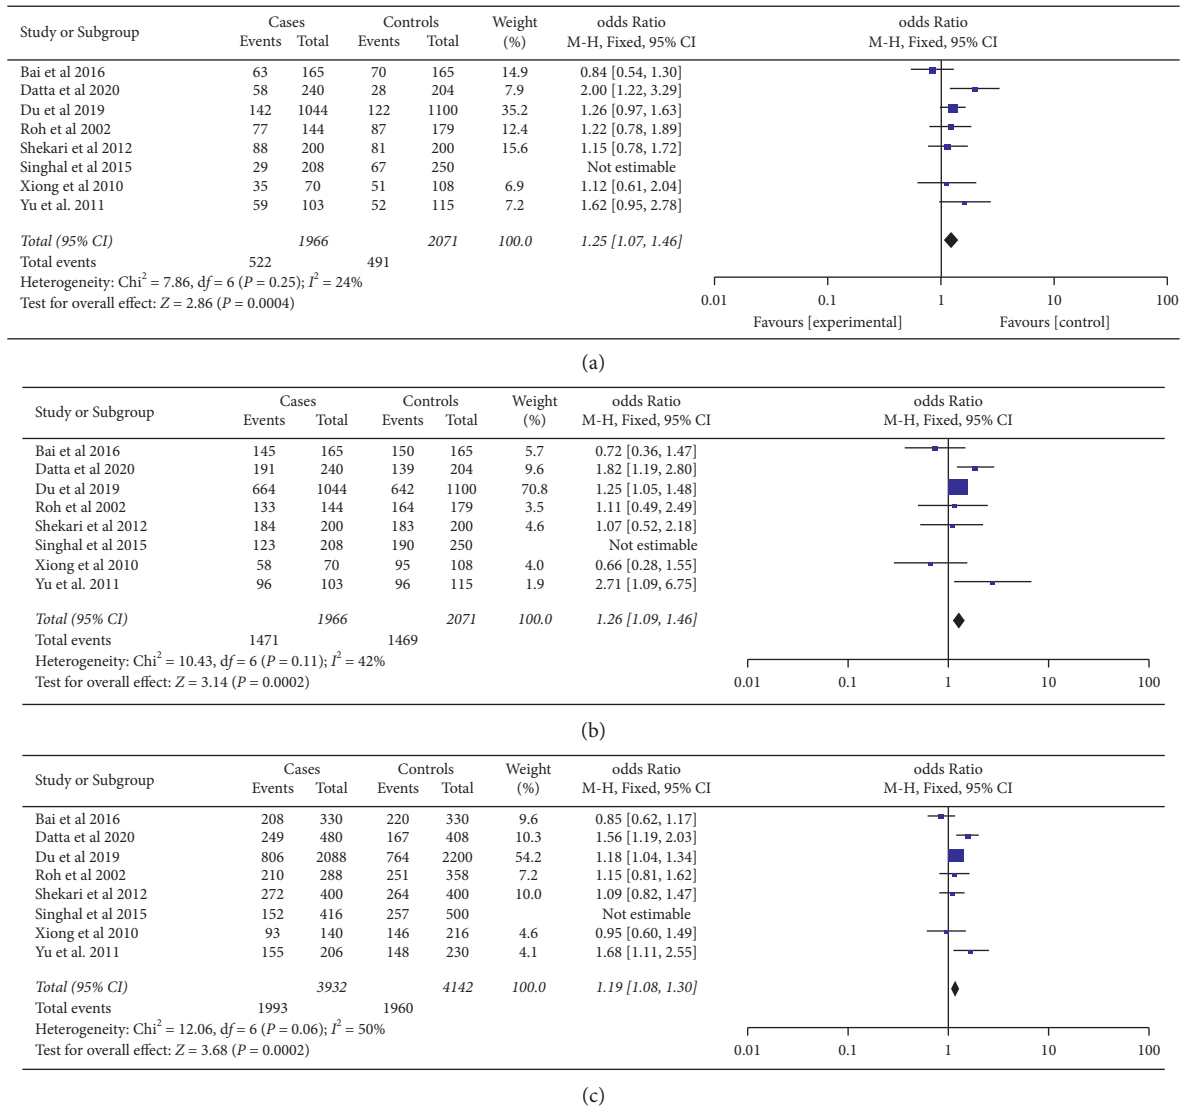 Study or Subgroup Cases Controls Weight odds Ratio odds Ratio
Events Total Events Total (%) M-H, Fixed, 95% CI M-H, Fixed, 95% CI
Bai et al 2016 63 165 70 165 14.9 0.84 [0.54, 1.30]
Datta et al 2020 58 240 28 204 7.9 2.00 [1.22, 3.29]
Du et al 2019 142 1044 122 1100 35.2 1.26 [0.97, 1.63]
Roh et al 2002 77 144 87 179 12.4 1.22 [0.78, 1.89]
Shekari et al 2012 88 200 81 200 15.6 1.15 [0.78, 1.72]
Singhal et al 2015 29 208 67 250 Not estimable
Xiong et al 2010 35 70 51 108 6.9 1.12 [0.61, 2.04]
Yu et al. 2011 59 103 52 115 7.2 1.62 [0.95, 2.78]
Total (95% CI) 1966 2071 100.0 1.25 [1.07, 1.46]
Total events 522 491
Heterogeneity: Chi² = 7.86, df = 6 (P = 0.25); I² = 24%
Test for overall effect: Z = 2.86 (P = 0.0004)
0.01 0.1 1 10 100
Favours [experimental] Favours [control]
(a)
Study or Subgroup Cases Controls Weight odds Ratio odds Ratio
Events Total Events Total (%) M-H, Fixed, 95% CI M-H, Fixed, 95% CI
Bai et al 2016 145 165 150 165 5.7 0.72 [0.36, 1.47]
Datta et al 2020 191 240 139 204 9.6 1.82 [1.19, 2.80]
Du et al 2019 664 1044 642 1100 70.8 1.25 [1.05, 1.48]
Roh et al 2002 133 144 164 179 3.5 1.11 [0.49, 2.49]
Shekari et al 2012 184 200 183 200 4.6 1.07 [0.52, 2.18]
Singhal et al 2015 123 208 190 250 Not estimable
Xiong et al 2010 58 70 95 108 4.0 0.66 [0.28, 1.55]
Yu et al. 2011 96 103 96 115 1.9 2.71 [1.09, 6.75]
Total (95% CI) 1966 2071 100.0 1.26 [1.09, 1.46]
Total events 1471 1469
Heterogeneity: Chi² = 10.43, df = 6 (P = 0.11); I² = 42%
Test for overall effect: Z = 3.14 (P = 0.0002)
0.01 0.1 1 10 100
(b)
Study or Subgroup Cases Controls Weight odds Ratio odds Ratio
Events Total Events Total (%) M-H, Fixed, 95% CI M-H, Fixed, 95% CI
Bai et al 2016 208 330 220 330 9.6 0.85 [0.62, 1.17]
Datta et al 2020 249 480 167 408 10.3 1.56 [1.19, 2.03]
Du et al 2019 806 2088 764 2200 54.2 1.18 [1.04, 1.34]
Roh et al 2002 210 288 251 358 7.2 1.15 [0.81, 1.62]
Shekari et al 2012 272 400 264 400 10.0 1.09 [0.82, 1.47]
Singhal et al 2015 152 416 257 500 Not estimable
Xiong et al 2010 93 140 146 216 4.6 0.95 [0.60, 1.49]
Yu et al. 2011 155 206 148 230 4.1 1.68 [1.11, 2.55]
Total (95% CI) 3932 4142 100.0 1.19 [1.08, 1.30]
Total events 1993 1960
Heterogeneity: Chi² = 12.06, df = 6 (P = 0.06); I² = 50%
Test for overall effect: Z = 3.68 (P = 0.0002)
0.01 0.1 1 10 100
(c)